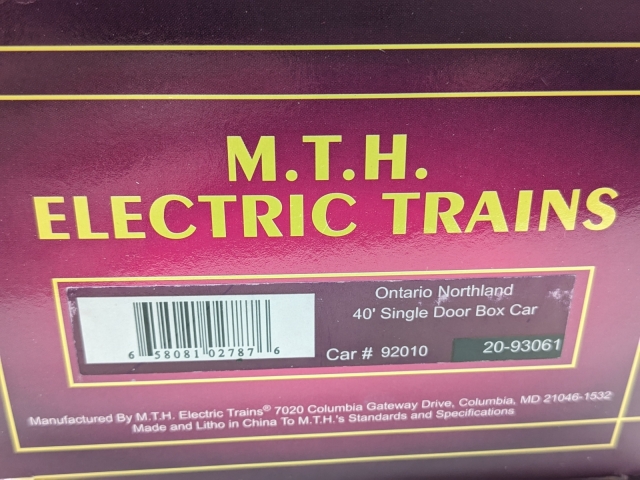 M.T.H.
ELECTRIC TRAINS
Ontario Northland
40' Single Door Box Car
6 58081 02787 6
Car # 92010 20-93061
Manufactured By M.T.H. Electric Trains® 7020 Columbia Gateway Drive, Columbia, MD 21046-1532
Made and Litho in China To M.T.H.'s Standards and Specifications